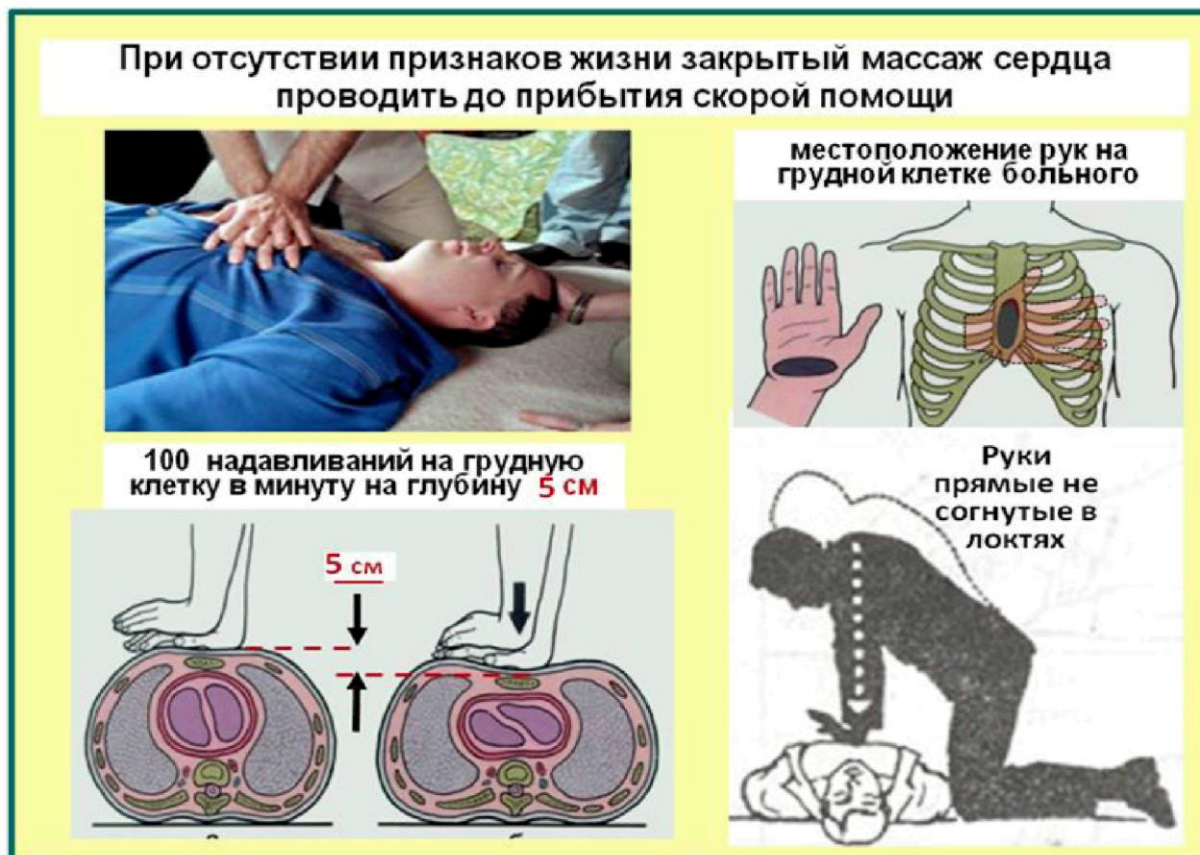 При отсутствии признаков жизни закрытый массаж сердца
проводить до прибытия скорой помощи
местоположение рук на
грудной клетке больного
100 надавливаний на грудную
клетку в минуту на глубину 5 см
5 см
Руки
прямые не
согнутые в
локтях